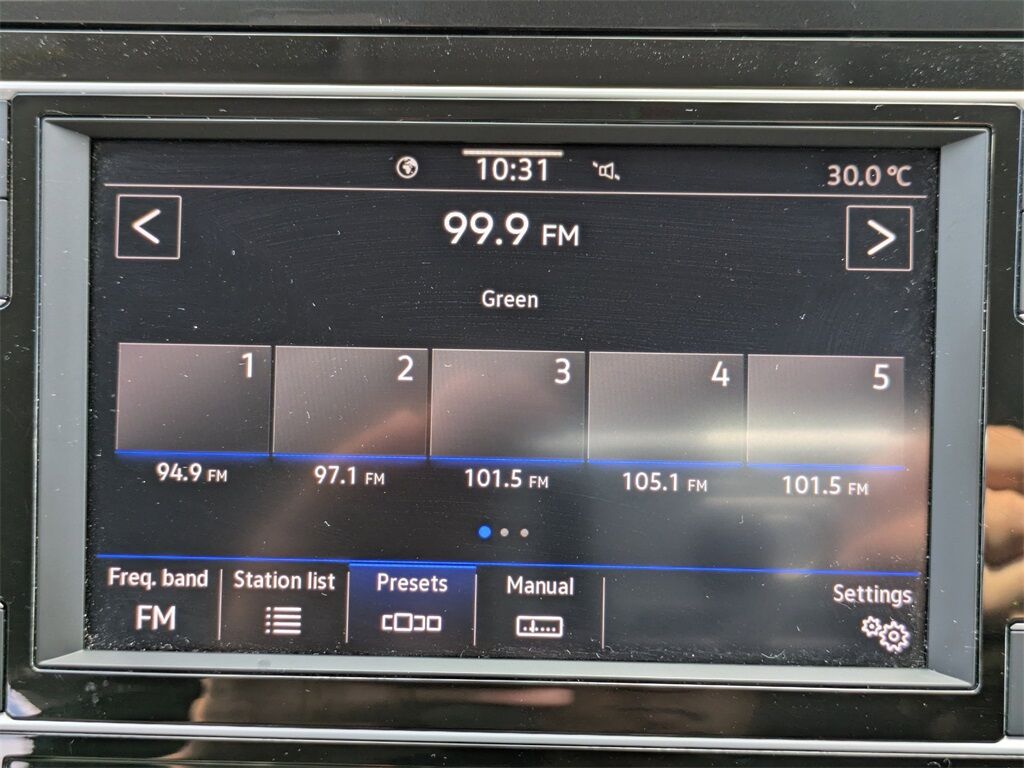 10:31
30.0 °C
<
99.9 FM
>
Green
1 2 3 4 5
94.9 FM 97.1 FM 101.5 FM 105.1 FM 101.5 FM
Freq. band Station list Presets Manual Settings
FM